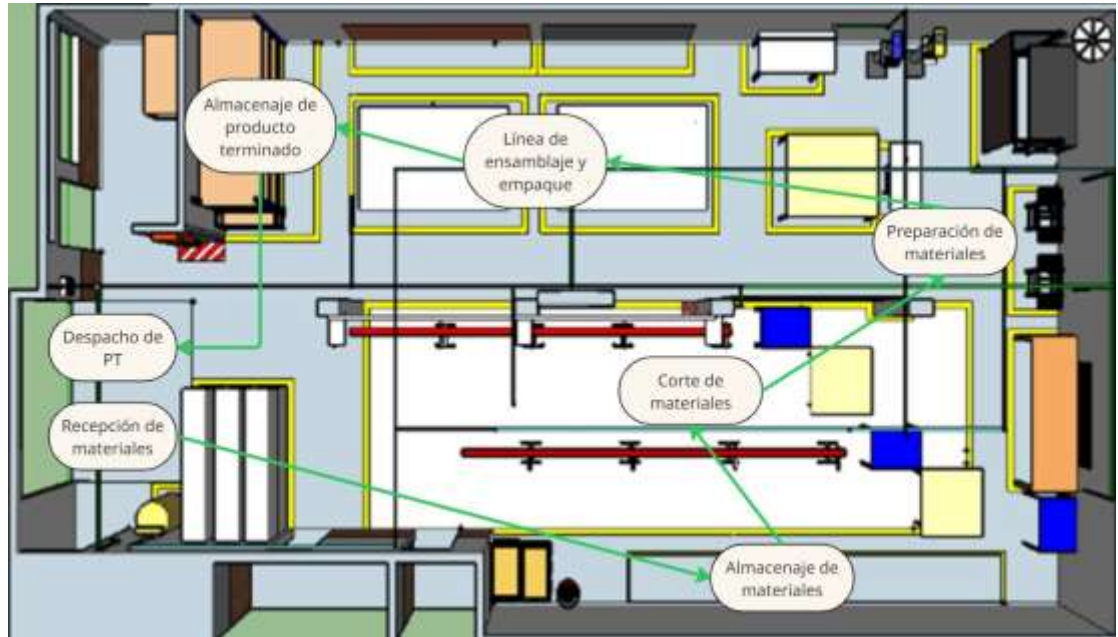 Almacenaje de
producto
terminado
Línea de
ensamblaje y
empaque
Preparación de
materiales
Despacho de
PT
Corte de
materiales
Recepción de
materiales
Almacenaje de
materiales